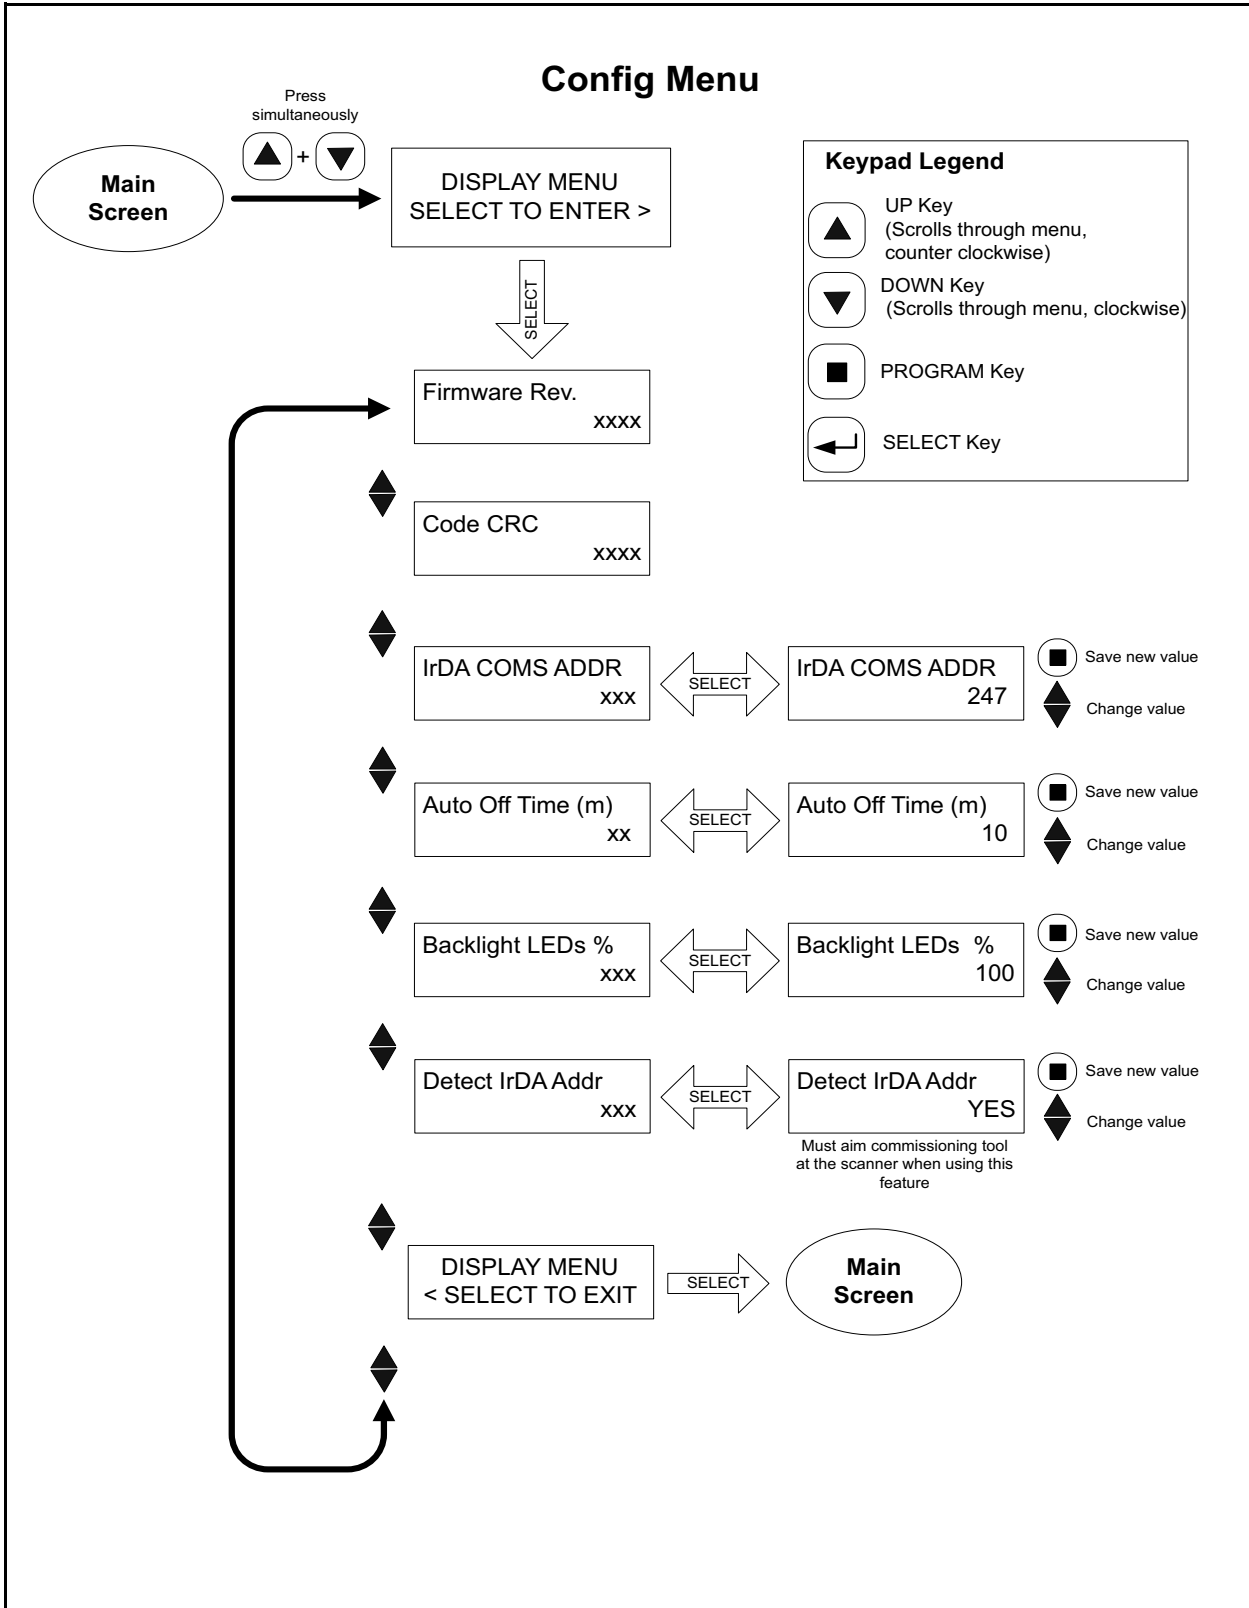 Config Menu
Press
simultaneously
+
Main
Screen
DISPLAY MENU
SELECT TO ENTER >
Keypad Legend
UP Key
(Scrolls through menu,
counter clockwise)
DOWN Key
(Scrolls through menu, clockwise)
PROGRAM Key
SELECT Key
SELECT
Firmware Rev.
xxxx
Code CRC
xxxx
IrDA COMS ADDR
xxx
SELECT
IrDA COMS ADDR
247
Save new value
Change value
Auto Off Time (m)
xx
SELECT
Auto Off Time (m)
10
Save new value
Change value
Backlight LEDs %
xxx
SELECT
Backlight LEDs %
100
Save new value
Change value
Detect IrDA Addr
xxx
SELECT
Detect IrDA Addr
YES
Save new value
Change value
Must aim commissioning tool
at the scanner when using this
feature
DISPLAY MENU
< SELECT TO EXIT
SELECT
Main
Screen